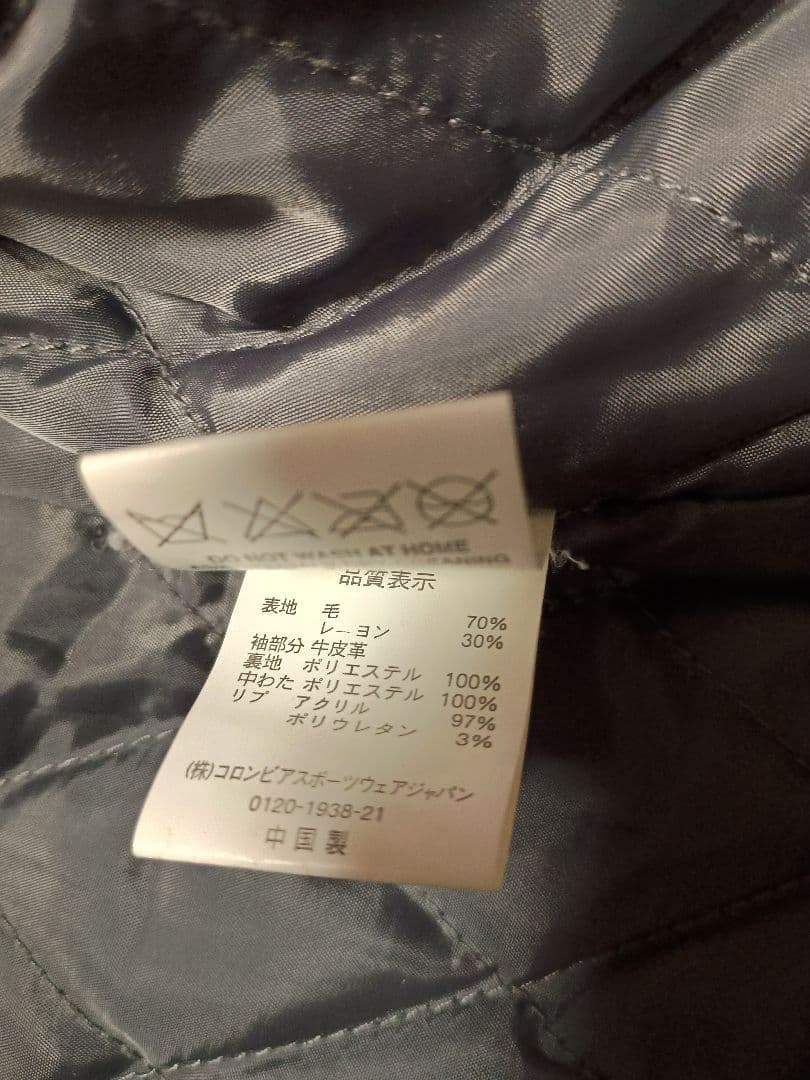 DO NOT WASH AT HOME
品質表示
表地 毛 70%
レーヨン 30%
袖部分 牛皮革
裏地 ポリエステル 100%
中わた ポリエステル 100%
リブ アクリル 97%
ポリウレタン 3%
(株)コロンビアスポーツウェアジャパン
0120-1938-21
中国製